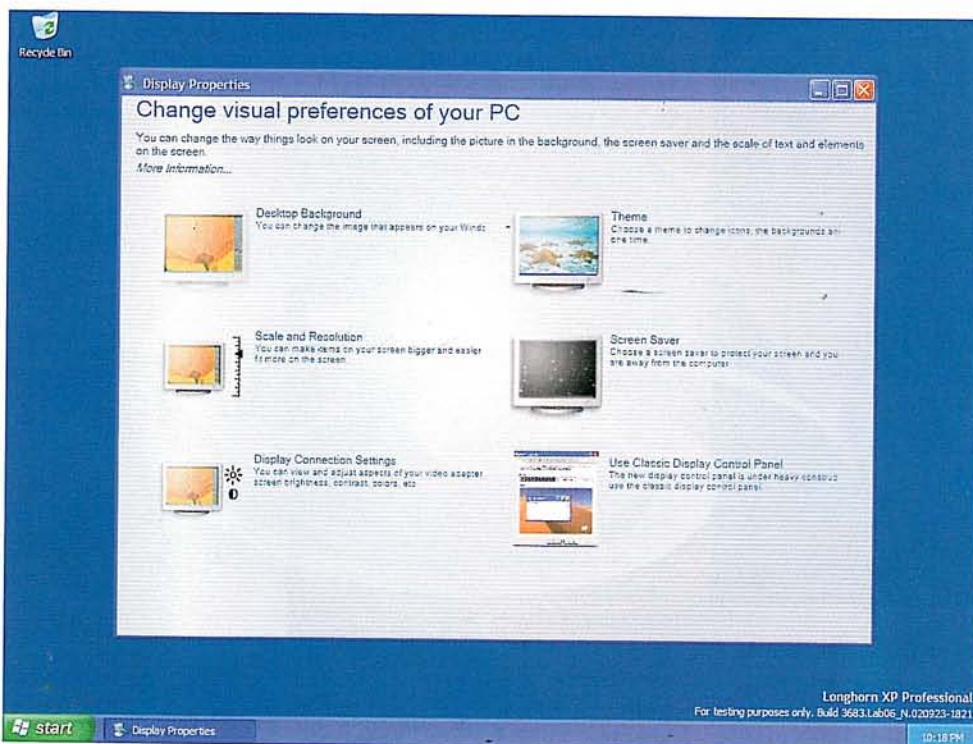 Recycle Bin
Display Properties
Change visual preferences of your PC
You can change the way things look on your screen, including the picture in the background, the screen saver and the scale of text and elements
on the screen.
More Information...
Desktop Background
You can change the image that appears on your Windo
Theme
Choose a theme to change icons, the backgrounds an
one time.
Scale and Resolution
You can make items on your screen bigger and easier
fit more on the screen.
Screen Saver
Choose a screen saver to protect your screen and you
are away from the computer
Display Connection Settings
You can view and adjust aspects of your video adapter
screen brightness, contrast, colors, etc
Use Classic Display Control Panel
The new display control panel is under heavy construc
use the classic display control panel.
Longhorn XP Professional
For testing purposes only. Build 3683.Lab06_N.020923-1821
start
Display Properties
10:18 PM